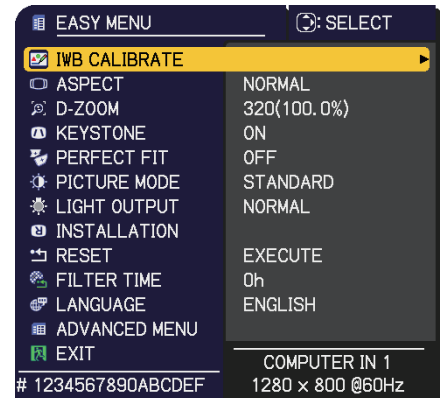 EASY MENU : SELECT
IWB CALIBRATE
ASPECT NORMAL
D-ZOOM 320(100.0%)
KEYSTONE ON
PERFECT FIT OFF
PICTURE MODE STANDARD
LIGHT OUTPUT NORMAL
INSTALLATION
RESET EXECUTE
FILTER TIME 0h
LANGUAGE ENGLISH
ADVANCED MENU
EXIT
COMPUTER IN 1
# 1234567890ABCDEF 1280 × 800 @60Hz